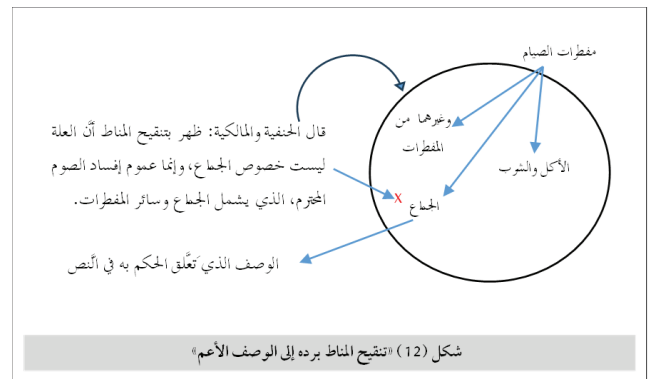 مفطرات الصيام
وغيرهما من
المفطرات
الأكل والشرب
الجماع
X
قال الحنفية والمالكية: ظهر بتنقيح المناط أنَّ العلة
ليست خصوص الجماع، وإنما عموم إفساد الصوم
المحترم، الذي يشمل الجماع وسائر المفطرات.
الوصف الذي تَعلَّق الحكم به في النَّص
شكل (12) «تنقيح المناط برده إلى الوصف الأعم»